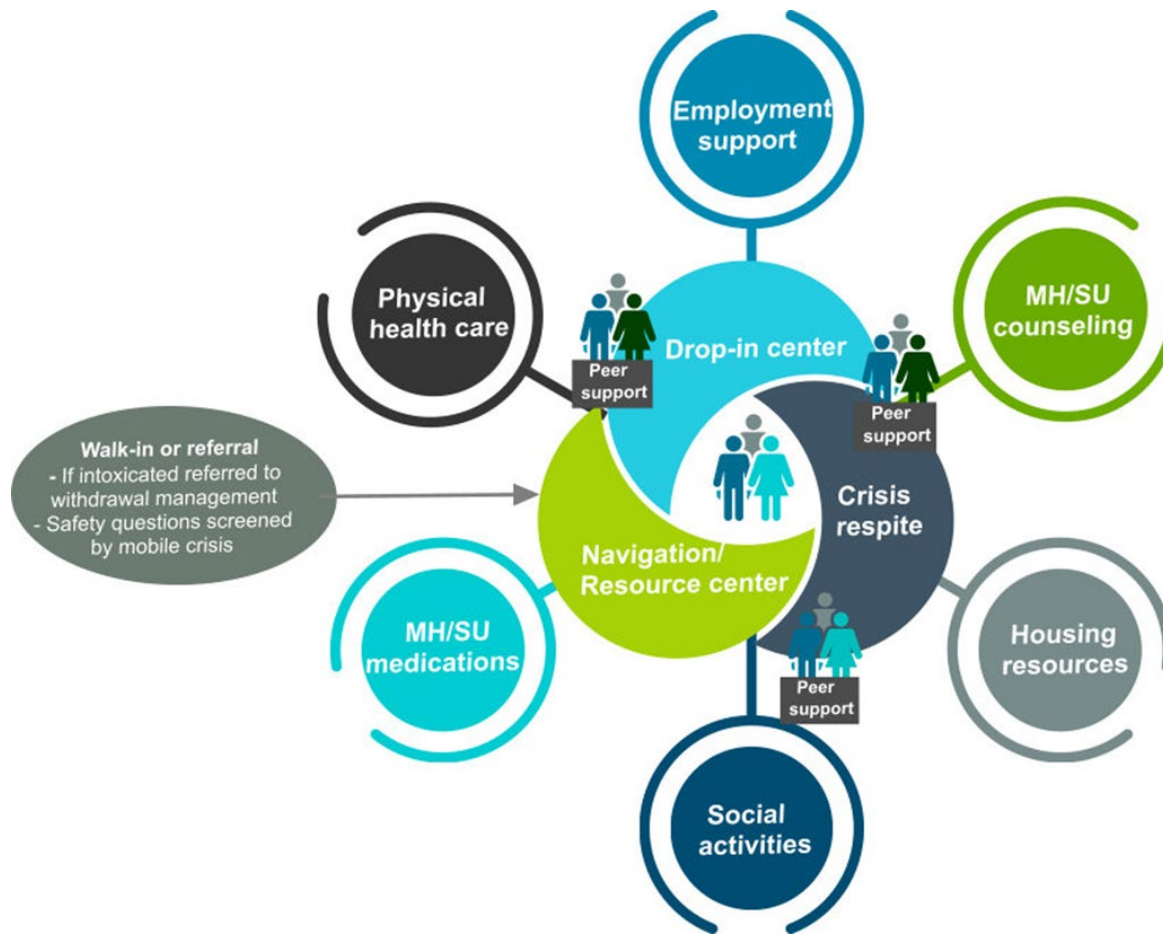 Employment
support
Physical
health care
MH/SU
counseling
Drop-in center
Peer
support
Peer
support
Walk-in or referral
- If intoxicated referred to
withdrawal management
- Safety questions screened
by mobile crisis
Crisis
respite
Navigation/
Resource center
MH/SU
medications
Housing
resources
Peer
support
Social
activities